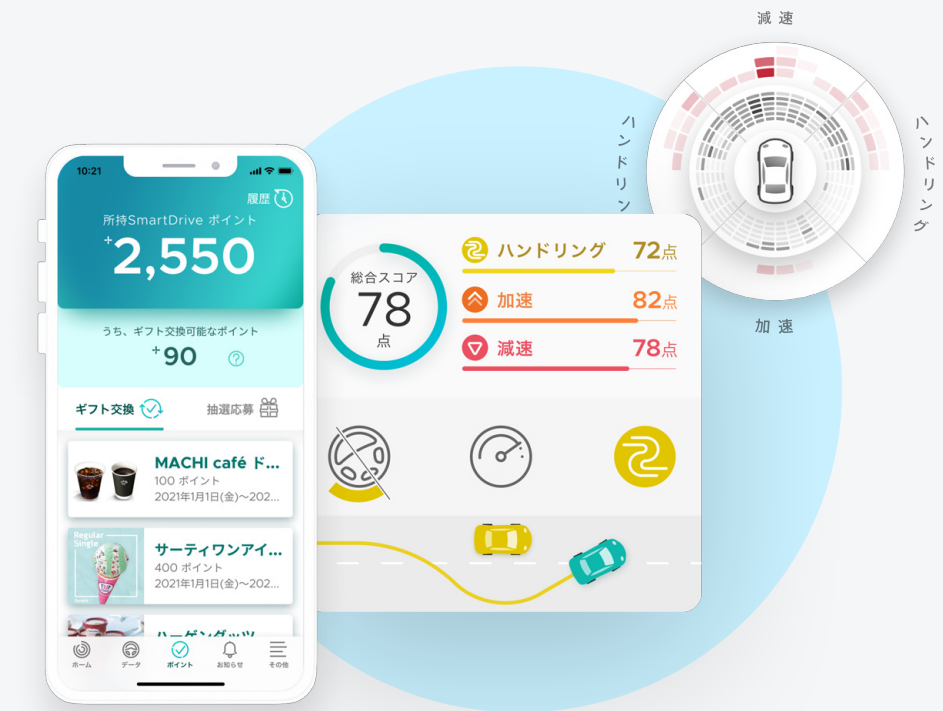 10:21
履歴
所持SmartDrive ポイント
+2,550
うち、ギフト交換可能なポイント
+90
?
ギフト交換
抽選応募
MACHI café ド...
100 ポイント
2021年1月1日(金)〜202...
Regular
Single
サーティワンアイ...
400 ポイント
2021年1月1日(金)〜202...
ハーゲンダッツ
ホーム
データ
ポイント
お知らせ
その他
総合スコア
78
点
ハンドリング
72点
加速
82点
減速
78点
減速
ハンドリン
ハンドリング
加速